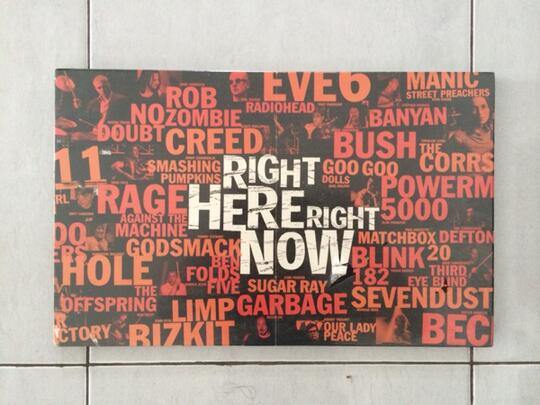 EVE6
MANIC
STREET PREACHERS
ROB
ZOMBIE
RADIOHEAD
BANYAN
NO
DOUBT
CREED
BUSH
THE
CORRS
11
SMASHING
PUMPKINS
RIGHT
HERE RIGHT
NOW
GOO GOO
DOLLS
POWERM
5000
RAGE
AGAINST THE
MACHINE
MATCHBOX
20
DEFTON
GODSMACK
BEN
FOLDS
FIVE
BLINK
182
THIRD
EYE BLIND
HOLE
SUGAR RAY
THE
OFFSPRING
LIMP
BIZKIT
GARBAGE
SEVENDUST
CTORY
OUR LADY
PEACE
BEC